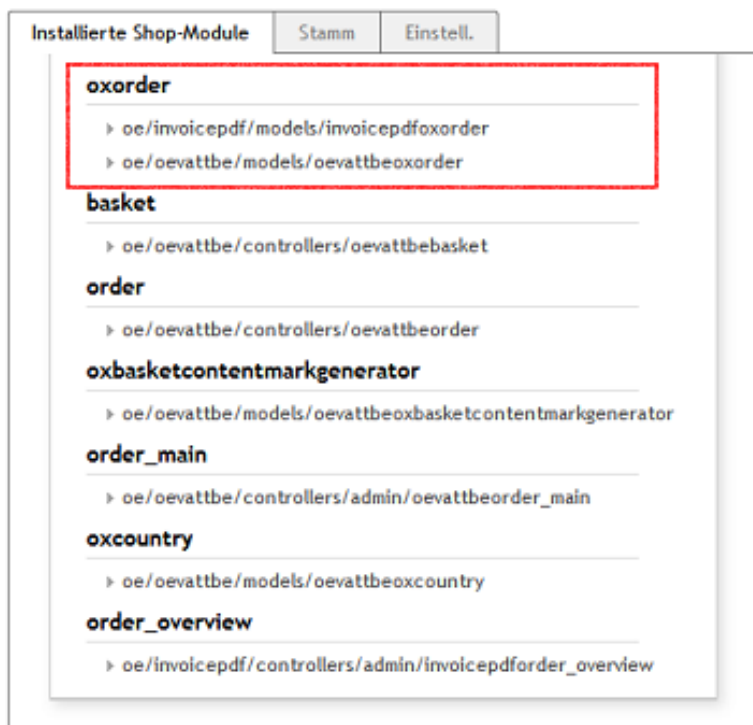 Installierte Shop-Module Stamm Einstell.
oxorder
oe/invoicepdf/models/invoicepdfoxorder
oe/oevattbe/models/oevattbeoxorder
basket
oe/oevattbe/controllers/oevattbebasket
order
oe/oevattbe/controllers/oevattbeorder
oxbasketcontentmarkgenerator
oe/oevattbe/models/oevattbeoxbasketcontentmarkgenerator
order_main
oe/oevattbe/controllers/admin/oevattbeorder_main
oxcountry
oe/oevattbe/models/oevattbeoxcountry
order_overview
oe/invoicepdf/controllers/admin/invoicepdforder_overview